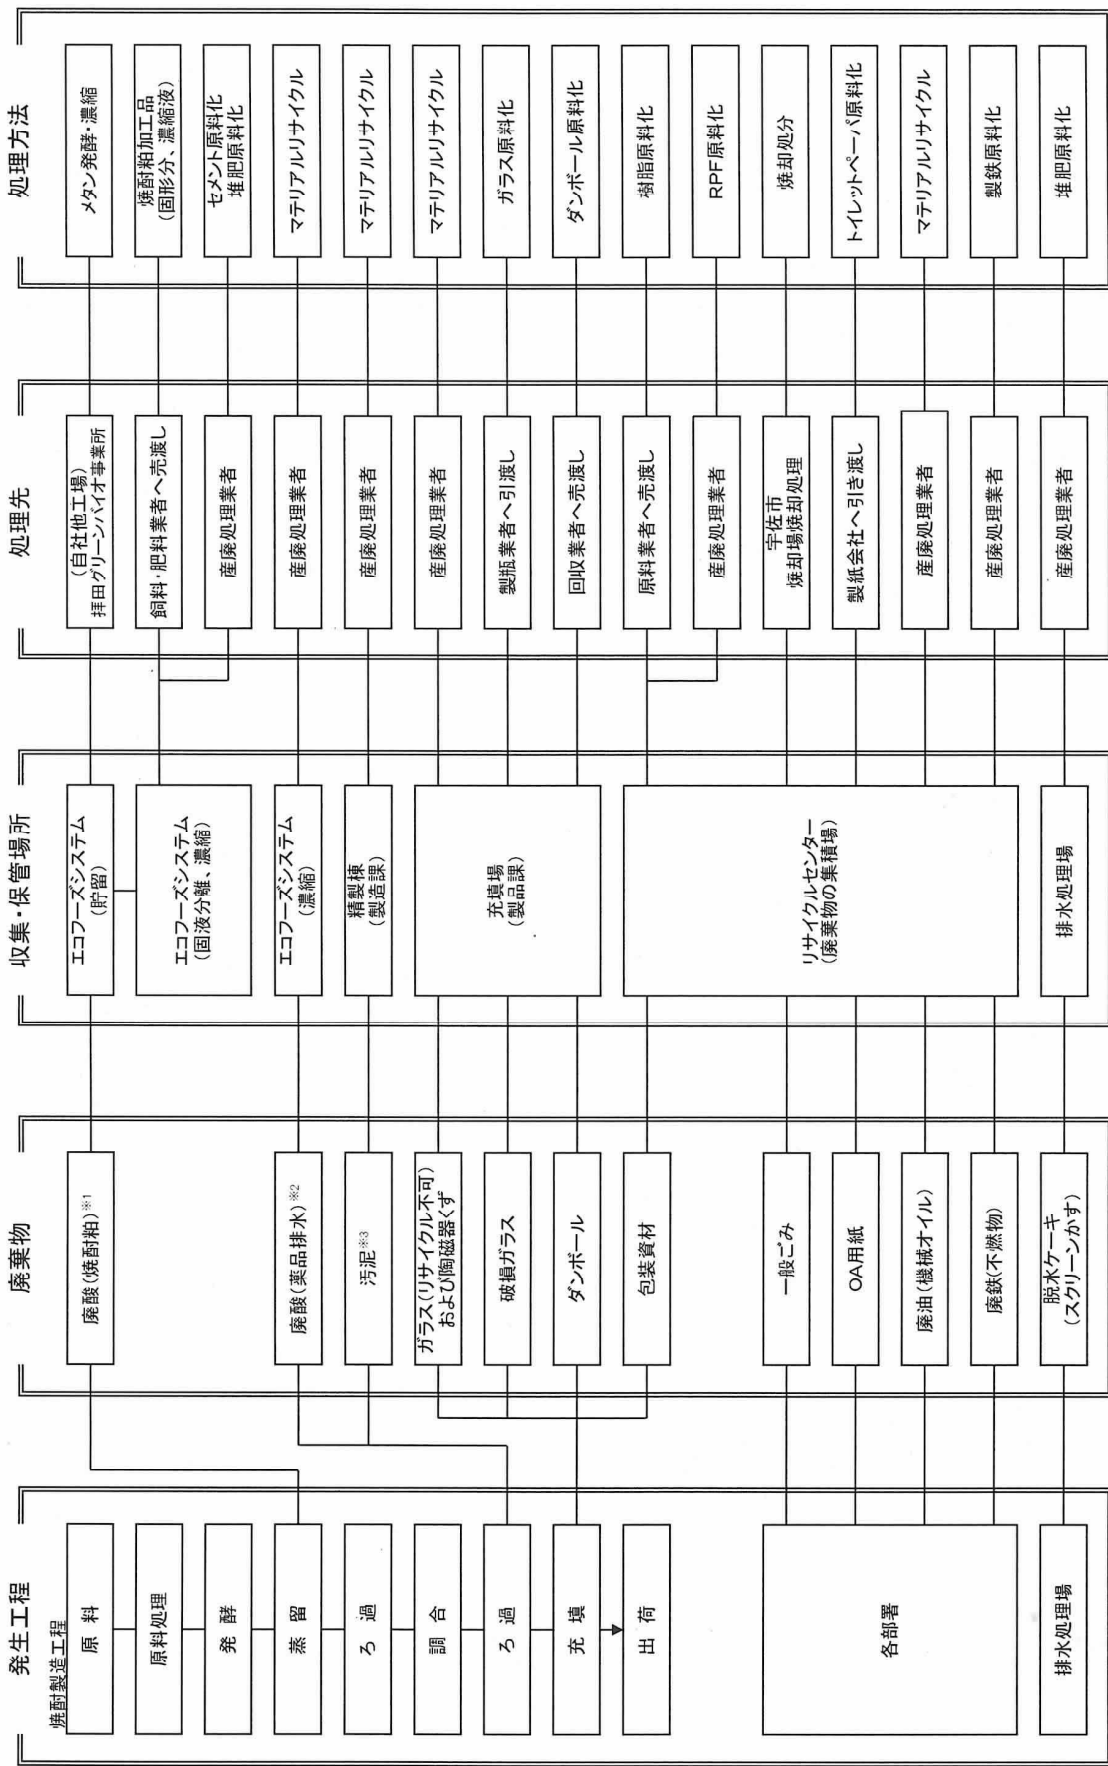 発生工程
焼酎製造工程
原 料
原料処理
発 酵
蒸 留
ろ 過
調 合
ろ 過
充 填
出 荷
各部署
排水処理場
廃棄物
廃酸(焼酎粕)※1
廃酸(薬品排水)※2
汚泥※3
ガラス(リサイクル不可)
および陶磁器くず
破損ガラス
ダンボール
包装資材
一般ごみ
OA用紙
廃油(機械オイル)
廃鉄(不燃物)
脱水ケーキ
(スクリーンかす)
収集・保管場所
エコフーズシステム
(貯留)
エコフーズシステム
(固液分離、濃縮)
エコフーズシステム
(濃縮)
精製棟
(製造課)
充填場
(製品課)
リサイクルセンター
(廃棄物の集積場)
排水処理場
処理先
(自社他工場)
拝田グリーンバイオ事業所
飼料・肥料業者へ売渡し
産廃処理業者
産廃処理業者
産廃処理業者
産廃処理業者
製瓶業者へ引渡し
回収業者へ売渡し
原料業者へ売渡し
産廃処理業者
宇佐市
焼却場焼却処理
製紙会社へ引き渡し
産廃処理業者
産廃処理業者
産廃処理業者
処理方法
メタン発酵・濃縮
焼酎粕加工品
(固形分、濃縮液)
セメント原料化
堆肥原料化
マテリアルリサイクル
マテリアルリサイクル
マテリアルリサイクル
ガラス原料化
ダンボール原料化
樹脂原料化
RPF原料化
焼却処分
トイレットペーパ原料化
マテリアルリサイクル
製鉄原料化
堆肥原料化